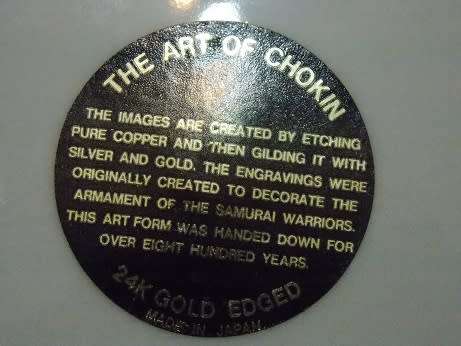 THE ART OF CHOKIN
THE IMAGES ARE CREATED BY ETCHING
PURE COPPER AND THEN GILDING IT WITH
SILVER AND GOLD. THE ENGRAVINGS WERE
ORIGINALLY CREATED TO DECORATE THE
ARMAMENT OF THE SAMURAI WARRIORS.
THIS ART FORM WAS HANDED DOWN FOR
OVER EIGHT HUNDRED YEARS.
24K GOLD EDGED
MADE IN JAPAN